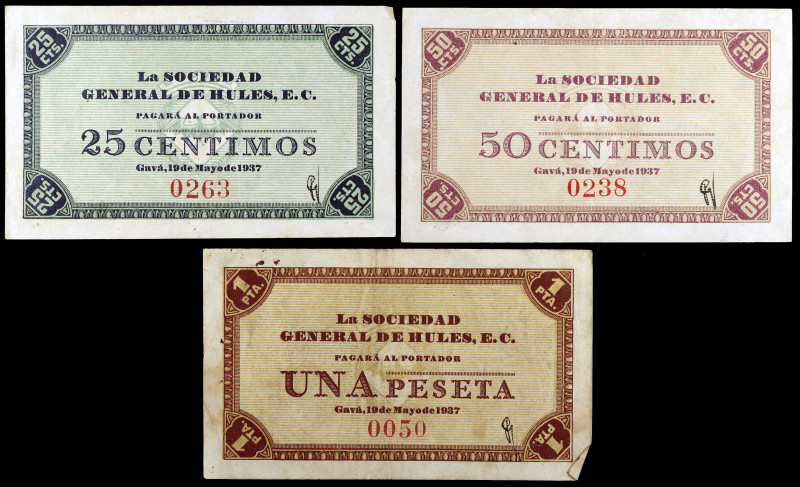 25 CTS.
25 CTS.
La SOCIEDAD
GENERAL DE HULES, E.C.
PAGARÁ AL PORTADOR
25 CENTIMOS
Gavá, 19 de Mayo de 1937
0263
25 CTS.
25 CTS.
50 CTS.
50 CTS.
La SOCIEDAD
GENERAL DE HULES, E.C.
PAGARÁ AL PORTADOR
50 CENTIMOS
Gavá, 19 de Mayo de 1937
0238
50 CTS.
50 CTS.
1 PTA.
1 PTA.
La SOCIEDAD
GENERAL DE HULES, E.C.
PAGARÁ AL PORTADOR
UNA PESETA
Gavá, 19 de Mayo de 1937
0050
1 PTA.
1 PTA.